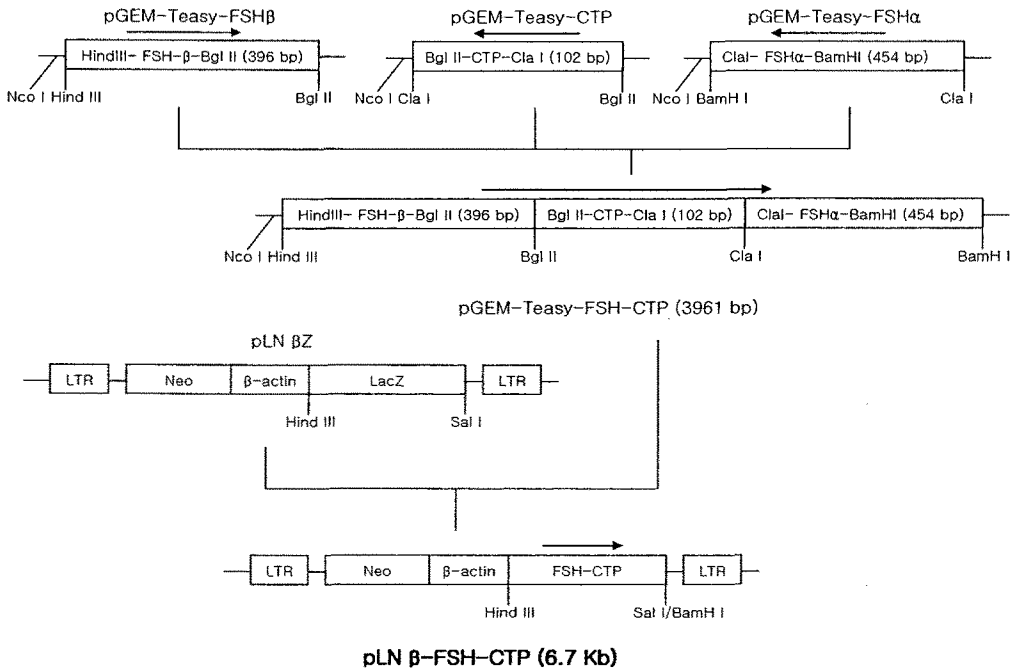 pGEM-Teasy-FSHβ
pGEM-Teasy-CTP
pGEM-Teasy-FSHα
HindIII- FSH-β-Bgl II (396 bp)
Bgl II-CTP-Cla I (102 bp)
ClaI- FSHα-BamHI (454 bp)
Nco I Hind III
Bgl II
Nco I Cla I
Bgl II
Nco I BamH I
Cla I
HindIII- FSH-β-Bgl II (396 bp)
Bgl II-CTP-Cla I (102 bp)
ClaI- FSHα-BamHI (454 bp)
Nco I Hind III
Bgl II
Cla I
BamH I
pGEM-Teasy-FSH-CTP (3961 bp)
pLN βZ
LTR
Neo
β-actin
LacZ
LTR
Hind III
Sal I
LTR
Neo
β-actin
FSH-CTP
LTR
Hind III
Sal I/BamH I
pLN β-FSH-CTP (6.7 Kb)